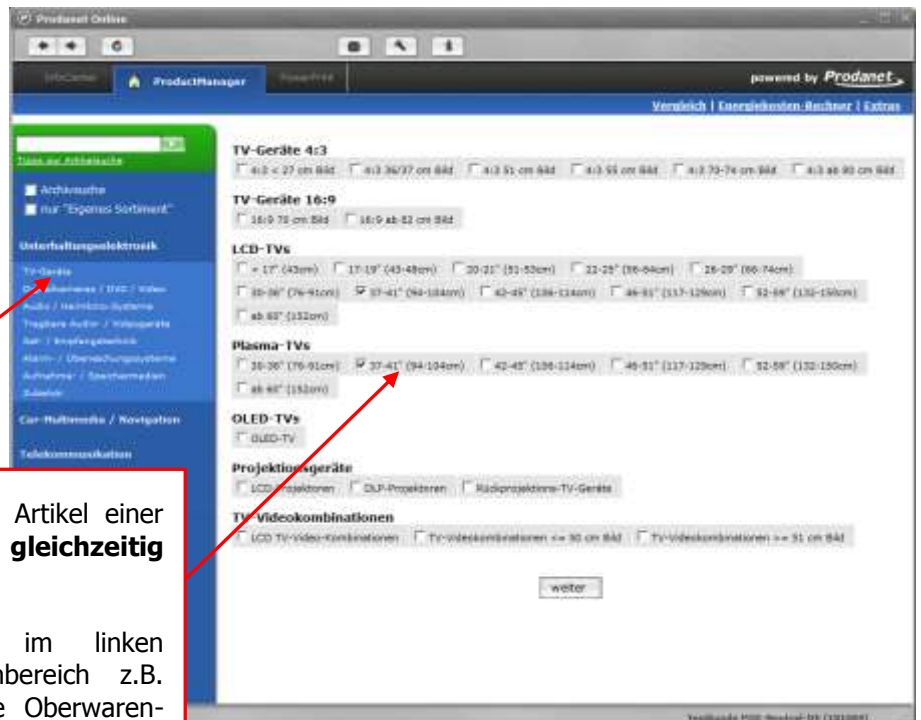 Prodanet Online
InfoCenter ProductManager PowerPrint
powered by Prodanet
Vergleich | Energiekosten-Rechner | Extras
Tipps zur Artikelsuche
Archivsuche
nur "Eigenes Sortiment"
Unterhaltungselektronik
TV-Geräte
Audio / Heimkino-Systeme
Tragbare Audio- / Videogeräte
Sat- / Empfangstechnik
Alarm- / Überwachungssysteme
Aufnahme- / Speichermedien
Zubehör
Car-Multimedia / Navigation
Telekommunikation
TV-Geräte 4:3
4:3 < 27 cm Bild 4:3 36/37 cm Bild 4:3 51 cm Bild 4:3 55 cm Bild 4:3 70-74 cm Bild 4:3 ab 80 cm Bild
TV-Geräte 16:9
16:9 70 cm Bild 16:9 ab 82 cm Bild
LCD-TVs
< 17" (43cm) 17-19" (43-48cm) 20-21" (51-53cm) 22-25" (56-64cm) 26-29" (66-74cm)
30-36" (76-91cm) 37-41" (94-104cm) 42-45" (106-114cm) 46-51" (117-129cm) 52-59" (132-150cm)
ab 60" (152cm)
Plasma-TVs
30-36" (76-91cm) 37-41" (94-104cm) 42-45" (106-114cm) 46-51" (117-129cm) 52-59" (132-150cm)
ab 60" (152cm)
OLED-TVs
OLED-TV
Projektionsgeräte
LCD-Projektoren DLP-Projektoren Rückprojektions-TV-Geräte
TV-Videokombinationen
LCD TV-Video-Kombinationen TV-Videokombinationen <= 50 cm Bild TV-Videokombinationen >= 51 cm Bild
weiter
Artikel einer
gleichzeitig
im linken
nbereich z.B.
e Oberwaren-